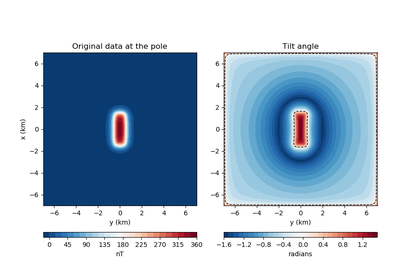 Original data at the pole
Tilt angle
6
4
2
0
−2
−4
−6
x (km)
−6 −4 −2 0 2 4 6
y (km)
6
4
2
0
−2
−4
−6
−6 −4 −2 0 2 4 6
y (km)
0 45 90 135 180 225 270 315 360
nT
−1.6 −1.2 −0.8 −0.4 0.0 0.4 0.8 1.2
radians